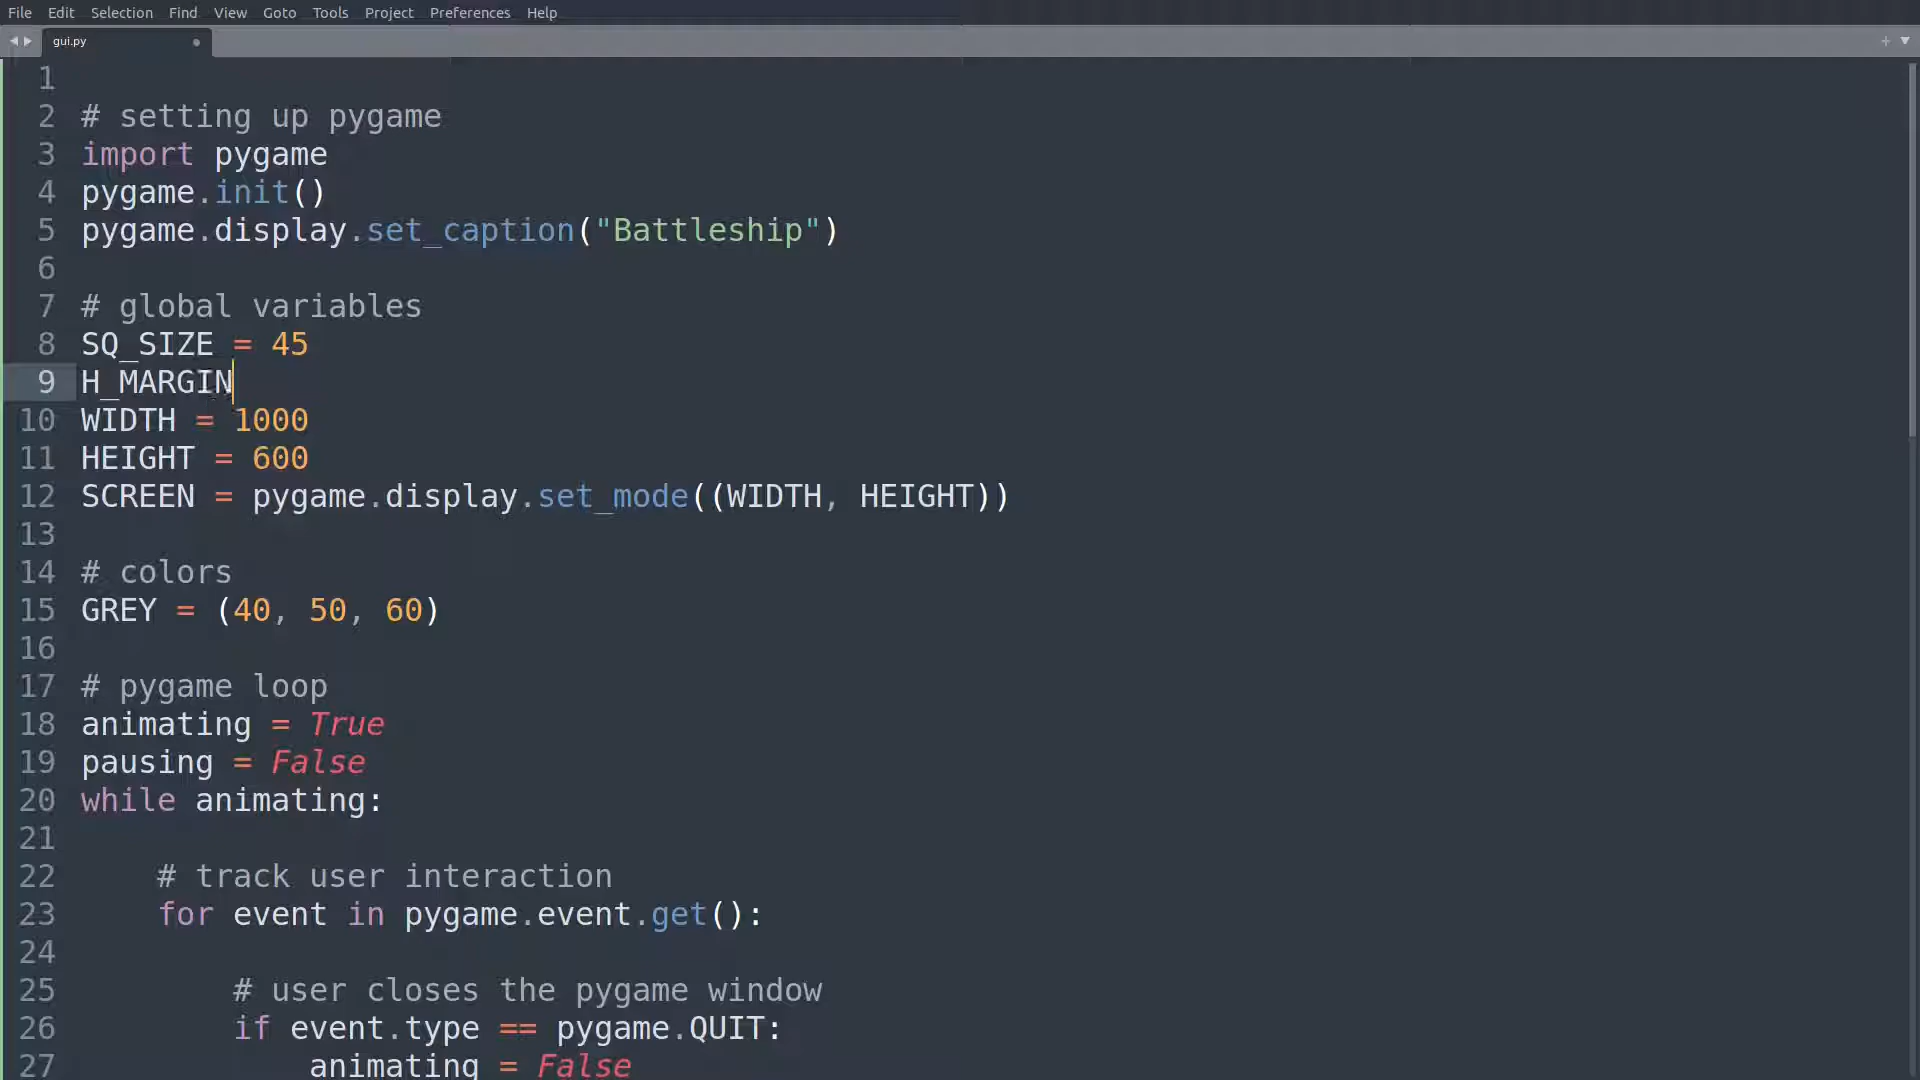 File Edit Selection Find View Goto Tools Project Preferences Help
gui.py
1
2 # setting up pygame
3 import pygame
4 pygame.init()
5 pygame.display.set_caption("Battleship")
6
7 # global variables
8 SQ_SIZE = 45
9 H_MARGIN
10 WIDTH = 1000
11 HEIGHT = 600
12 SCREEN = pygame.display.set_mode((WIDTH, HEIGHT))
13
14 # colors
15 GREY = (40, 50, 60)
16
17 # pygame loop
18 animating = True
19 pausing = False
20 while animating:
21
22     # track user interaction
23     for event in pygame.event.get():
24
25         # user closes the pygame window
26         if event.type == pygame.QUIT:
27             animating = False